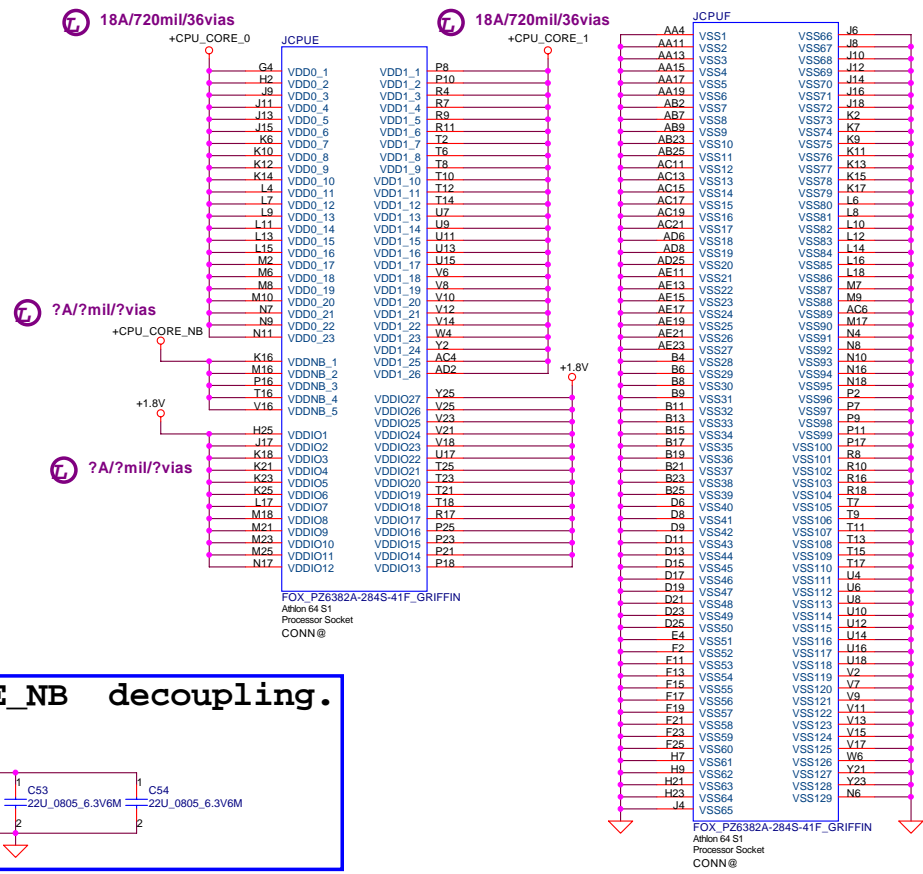 18A/720mil/36vias
+CPU_CORE_0
18A/720mil/36vias
+CPU_CORE_1
JCPUE
G4 VDD0_1 VDD1_1 P8
H2 VDD0_2 VDD1_2 P10
J9 VDD0_3 VDD1_3 R4
J11 VDD0_4 VDD1_4 R7
J13 VDD0_5 VDD1_5 R9
J15 VDD0_6 VDD1_6 R11
K6 VDD0_7 VDD1_7 T2
K10 VDD0_8 VDD1_8 T6
K12 VDD0_9 VDD1_9 T8
K14 VDD0_10 VDD1_10 T10
L4 VDD0_11 VDD1_11 T12
L7 VDD0_12 VDD1_12 T14
L9 VDD0_13 VDD1_13 U7
L11 VDD0_14 VDD1_14 U9
L13 VDD0_15 VDD1_15 U11
L15 VDD0_16 VDD1_16 U13
M2 VDD0_17 VDD1_17 U15
M6 VDD0_18 VDD1_18 V6
M8 VDD0_19 VDD1_19 V8
M10 VDD0_20 VDD1_20 V10
N7 VDD0_21 VDD1_21 V12
N9 VDD0_22 VDD1_22 V14
N11 VDD0_23 VDD1_23 W4
VDD1_24 Y2
VDD1_25 AC4
VDD1_26 AD2
?A/?mil/?vias
+CPU_CORE_NB
K16 VDDNB_1
M16 VDDNB_2
P16 VDDNB_3
T16 VDDNB_4
V16 VDDNB_5
+1.8V
+1.8V
?A/?mil/?vias
H25 VDDIO1
J17 VDDIO2
K18 VDDIO3
K21 VDDIO4
K23 VDDIO5
K25 VDDIO6
L17 VDDIO7
M18 VDDIO8
M21 VDDIO9
M23 VDDIO10
M25 VDDIO11
N17 VDDIO12
VDDIO27 Y25
VDDIO26 V25
VDDIO25 V23
VDDIO24 V21
VDDIO23 V18
VDDIO22 U17
VDDIO21 T25
VDDIO20 T23
VDDIO19 T21
VDDIO18 T18
VDDIO17 R17
VDDIO16 P25
VDDIO15 P23
VDDIO14 P21
VDDIO13 P18
FOX_PZ6382A-284S-41F_GRIFFIN
Athlon 64 S1
Processor Socket
CONN@
JCPUF
AA4 VSS1 VSS66 J6
AA11 VSS2 VSS67 J8
AA13 VSS3 VSS68 J10
AA15 VSS4 VSS69 J12
AA17 VSS5 VSS70 J14
AA19 VSS6 VSS71 J16
AB2 VSS7 VSS72 J18
AB7 VSS8 VSS73 K2
AB9 VSS9 VSS74 K7
AB23 VSS10 VSS75 K9
AB25 VSS11 VSS76 K11
AC11 VSS12 VSS77 K13
AC13 VSS13 VSS78 K15
AC15 VSS14 VSS79 K17
AC17 VSS15 VSS80 L6
AC19 VSS16 VSS81 L8
AC21 VSS17 VSS82 L10
AD6 VSS18 VSS83 L12
AD8 VSS19 VSS84 L14
AD25 VSS20 VSS85 L16
AE11 VSS21 VSS86 L18
AE13 VSS22 VSS87 M7
AE15 VSS23 VSS88 M9
AE17 VSS24 VSS89 AC6
AE19 VSS25 VSS90 M17
AE21 VSS26 VSS91 N4
AE23 VSS27 VSS92 N8
B4 VSS28 VSS93 N10
B6 VSS29 VSS94 N16
B8 VSS30 VSS95 N18
B9 VSS31 VSS96 P2
B11 VSS32 VSS97 P7
B13 VSS33 VSS98 P9
B15 VSS34 VSS99 P11
B17 VSS35 VSS100 P17
B19 VSS36 VSS101 R8
B21 VSS37 VSS102 R10
B23 VSS38 VSS103 R16
B25 VSS39 VSS104 R18
D6 VSS40 VSS105 T7
D8 VSS41 VSS106 T9
D9 VSS42 VSS107 T11
D11 VSS43 VSS108 T13
D13 VSS44 VSS109 T15
D15 VSS45 VSS110 T17
D17 VSS46 VSS111 U4
D19 VSS47 VSS112 U6
D21 VSS48 VSS113 U8
D23 VSS49 VSS114 U10
D25 VSS50 VSS115 U12
E4 VSS51 VSS116 U14
F2 VSS52 VSS117 U16
F11 VSS53 VSS118 U18
F13 VSS54 VSS119 V2
F15 VSS55 VSS120 V7
F17 VSS56 VSS121 V9
F19 VSS57 VSS122 V11
F21 VSS58 VSS123 V13
F23 VSS59 VSS124 V15
F25 VSS60 VSS125 V17
H7 VSS61 VSS126 W6
H9 VSS62 VSS127 Y21
H21 VSS63 VSS128 Y23
H23 VSS64 VSS129 N6
J4 VSS65
FOX_PZ6382A-284S-41F_GRIFFIN
Athlon 64 S1
Processor Socket
CONN@
E_NB decoupling.
1 C53
22U_0805_6.3V6M
2
1 C54
22U_0805_6.3V6M
2